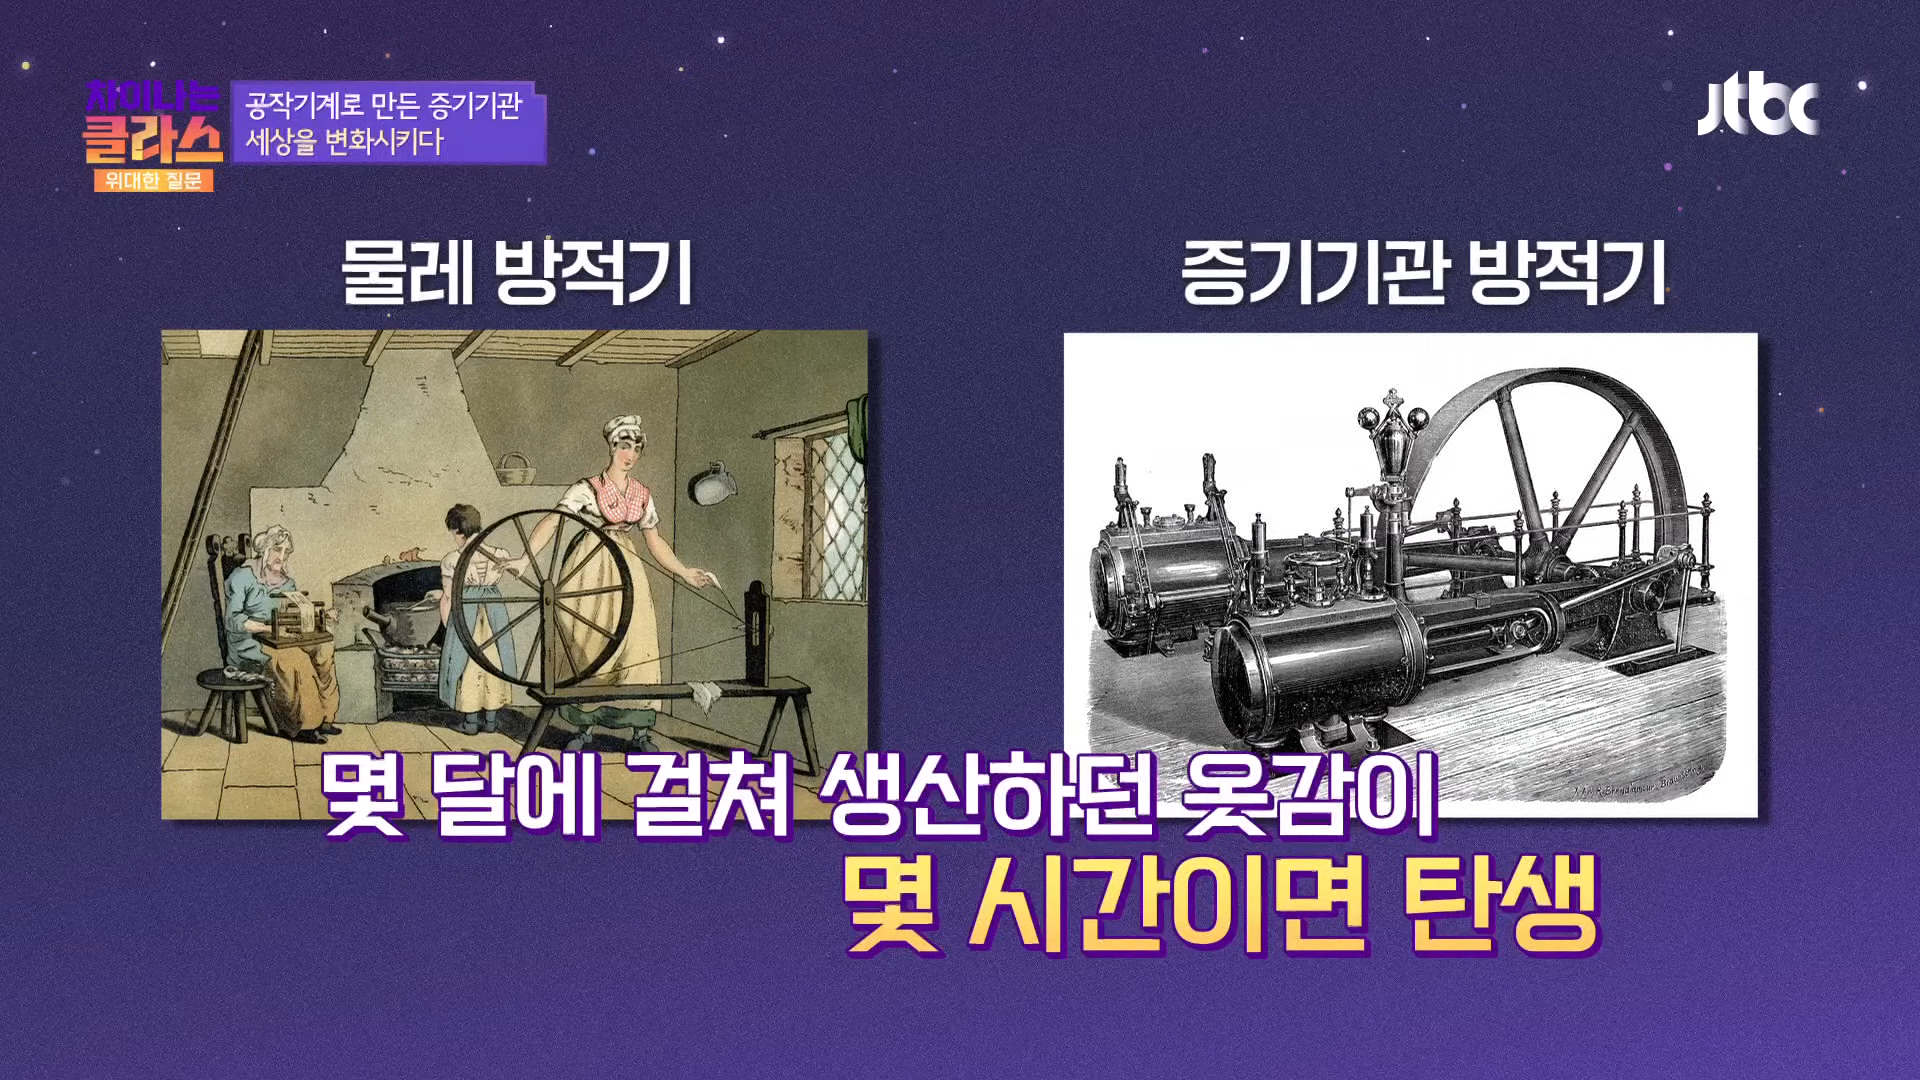 차이나는
클라스
위대한 질문
공작기계로 만든 증기기관
세상을 변화시키다
jtbc
물레 방적기
증기기관 방적기
몇 달에 걸쳐 생산하던 옷감이
몇 시간이면 탄생